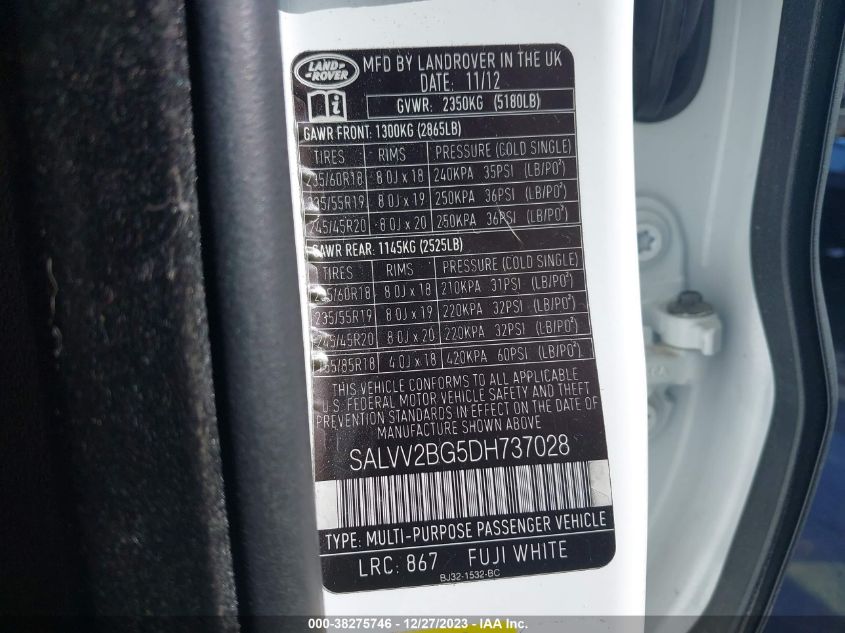 LAND-
ROVER
MFD BY LANDROVER IN THE UK
DATE: 11/12
i
GVWR: 2350KG (5180LB)
GAWR FRONT: 1300KG (2865LB)
TIRES RIMS PRESSURE (COLD SINGLE)
235/60R18 8.0J x 18 240KPA 35PSI (LB/PO²)
235/55R19 8.0J x 19 250KPA 36PSI (LB/PO²)
245/45R20 8.0J x 20 250KPA 36PSI (LB/PO²)
GAWR REAR: 1145KG (2525LB)
TIRES RIMS PRESSURE (COLD SINGLE)
235/60R18 8.0J x 18 210KPA 31PSI (LB/PO²)
235/55R19 8.0J x 19 220KPA 32PSI (LB/PO²)
245/45R20 8.0J x 20 220KPA 32PSI (LB/PO²)
4.0J x 18 420KPA 60PSI (LB/PO²)
THIS VEHICLE CONFORMS TO ALL APPLICABLE
U.S. FEDERAL MOTOR VEHICLE SAFETY AND THEFT
PREVENTION STANDARDS IN EFFECT ON THE DATE OF
MANUFACTURE SHOWN ABOVE
SALVV2BG5DH737028
TYPE: MULTI-PURPOSE PASSENGER VEHICLE
LRC: 867 FUJI WHITE
BJ32-1532-BC
000-38275746 - 12/27/2023 - IAA Inc.